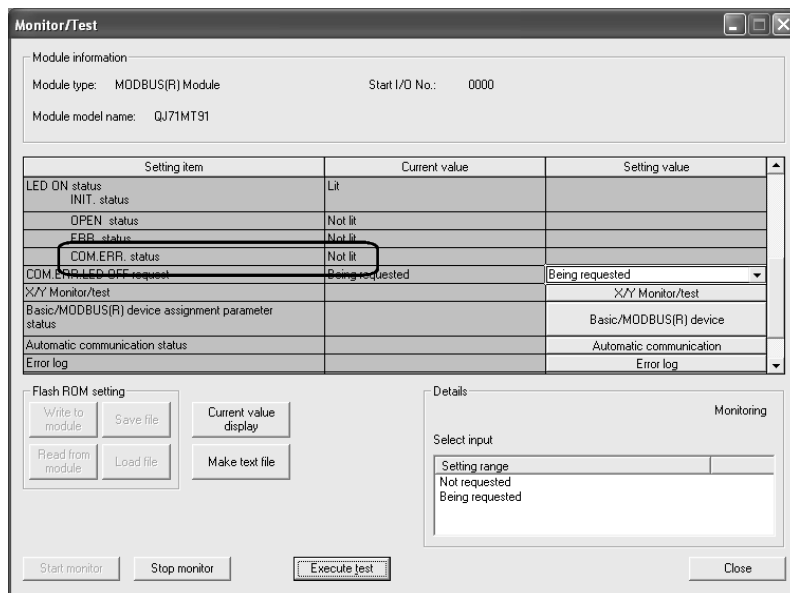 Monitor/Test
Module information
Module type: MODBUS(R) Module Start I/O No.: 0000
Module model name: QJ71MT91
Setting item Current value Setting value
LED ON status Lit
INIT. status
OPEN status Not lit
ERR. status Not lit
COM.ERR. status Not lit
COM.ERR.LED OFF request Being requested Being requested
X/Y Monitor/test X/Y Monitor/test
Basic/MODBUS(R) device assignment parameter
status Basic/MODBUS(R) device
Automatic communication status Automatic communication
Error log Error log
Flash ROM setting
Write to
module
Save file
Current value
display
Read from
module
Load file
Make text file
Details
Monitoring
Select input
Setting range
Not requested
Being requested
Start monitor Stop monitor Execute test Close